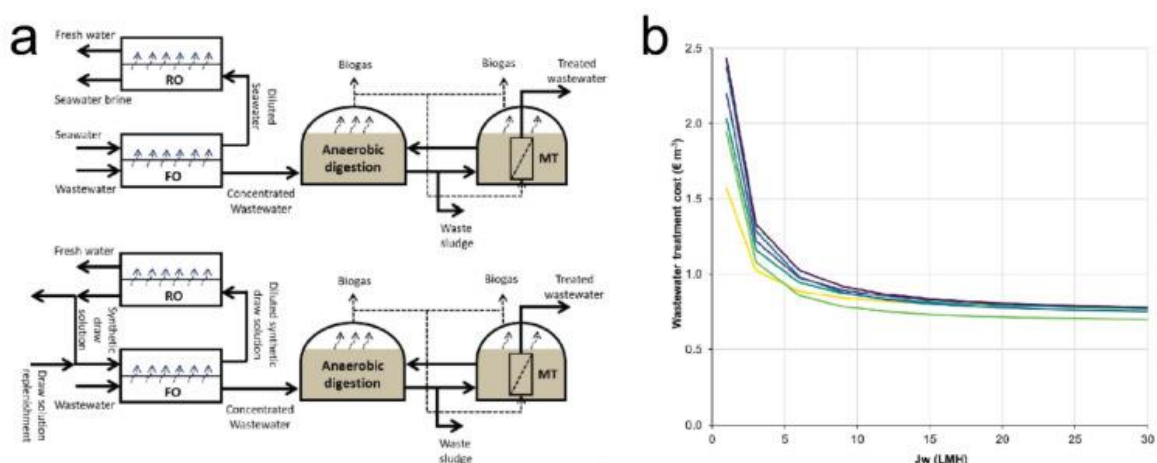 a
Fresh water
RO
Seawater brine
Diluted
Seawater
Seawater
FO
Wastewater
Concentrated
Wastewater
Biogas
Anaerobic
digestion
Biogas
Treated
wastewater
MT
Waste
sludge
Fresh water
RO
Synthetic
draw
solution
Diluted synthetic
draw solution
FO
Wastewater
Draw solution
replenishment
Concentrated
Wastewater
Biogas
Anaerobic
digestion
Biogas
Treated
wastewater
MT
Waste
sludge
b
Wastewater treatment cost (€ m⁻³)
2.5
2.0
1.5
1.0
0.5
0.0
0 5 10 15 20 25 30
Jw (LMH)